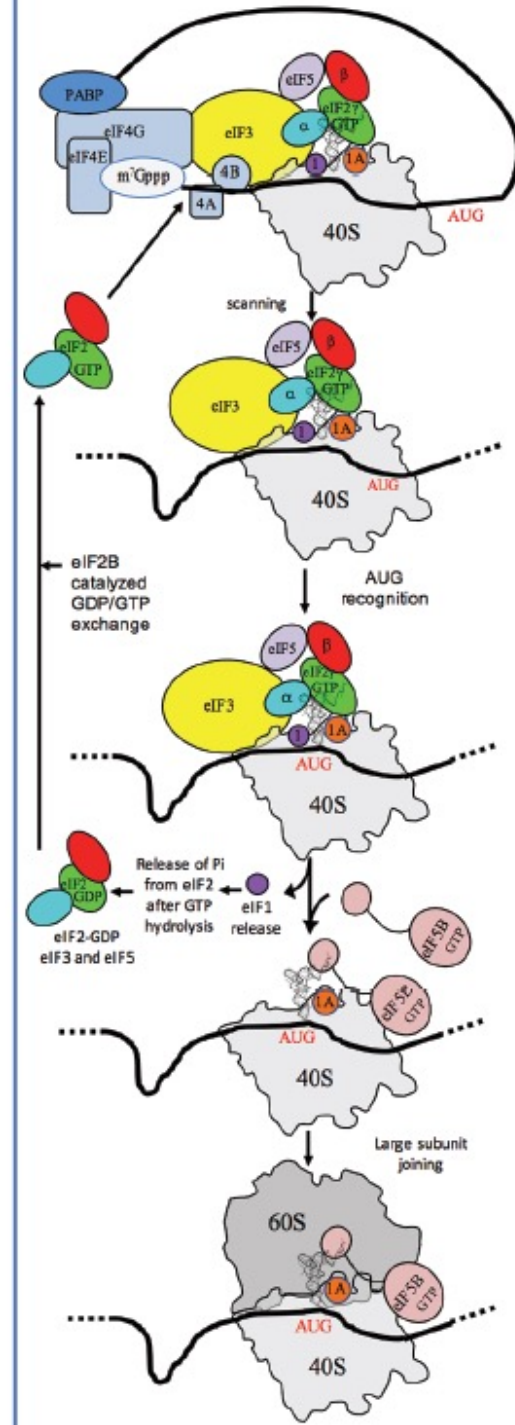 PABP
eIF4G
eIF4E
m⁷Gppp
4A
4B
eIF3
eIF5
β
α
eIF2γ
GTP
1
1A
40S
AUG
scanning
eIF2
GTP
eIF5
β
eIF3
α
eIF2γ
GTP
1
1A
AUG
40S
eIF2B
catalyzed
GDP/GTP
exchange
AUG
recognition
eIF5
β
eIF3
α
eIF2γ
GTP
1
1A
AUG
40S
eIF2
GDP
eIF2-GDP
eIF3 and eIF5
Release of Pi
from eIF2
after GTP
hydrolysis
eIF1
release
eIF5B
GTP
1A
eIF5B
GTP
AUG
40S
Large subunit
joining
60S
1A
eIF5B
GTP
AUG
40S